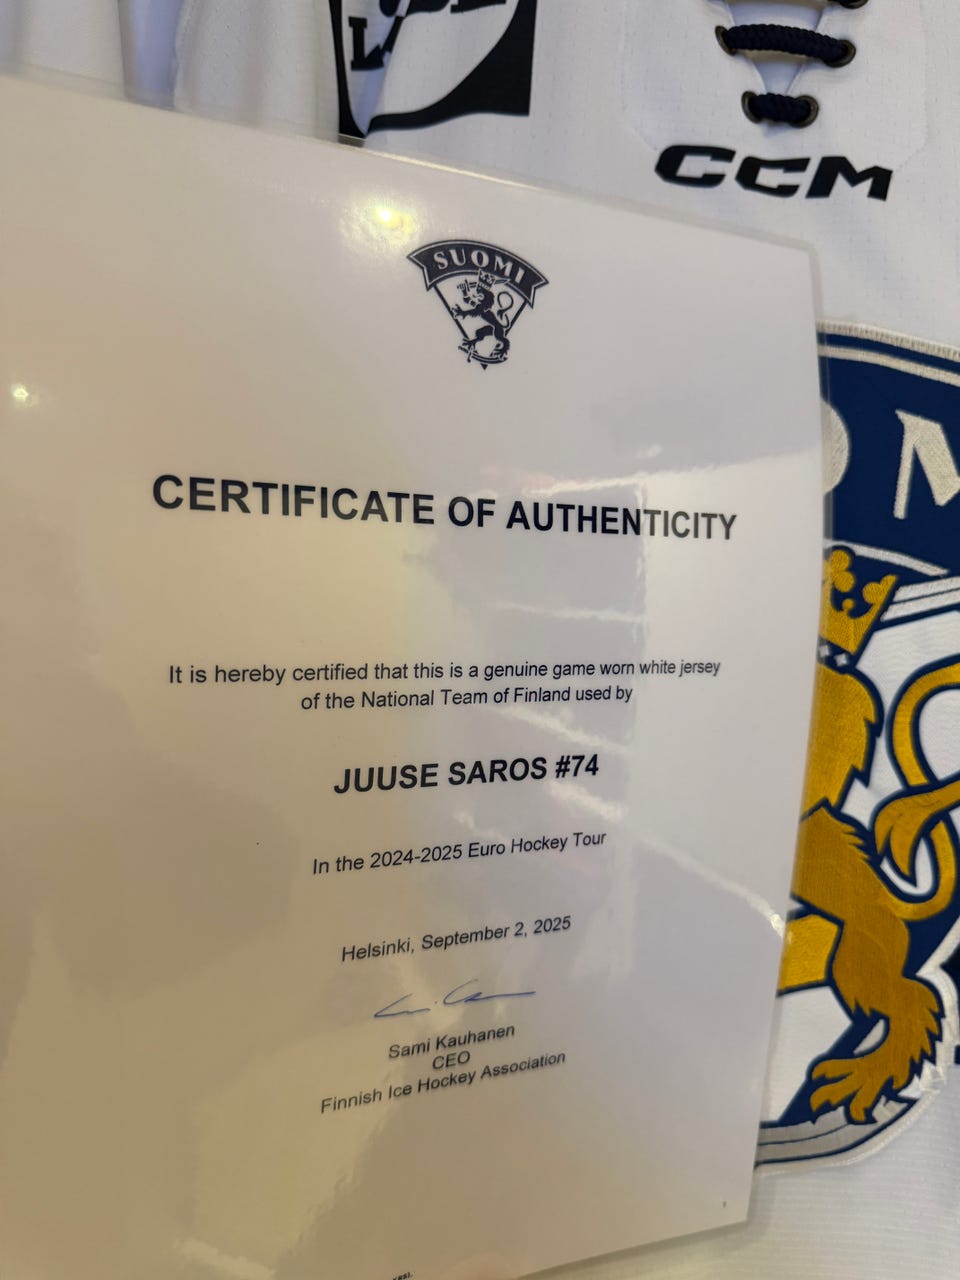 CCM
SUOMI
CERTIFICATE OF AUTHENTICITY
It is hereby certified that this is a genuine game worn white jersey
of the National Team of Finland used by
JUUSE SAROS #74
In the 2024-2025 Euro Hockey Tour
Helsinki, September 2, 2025
Sami Kauhanen
CEO
Finnish Ice Hockey Association